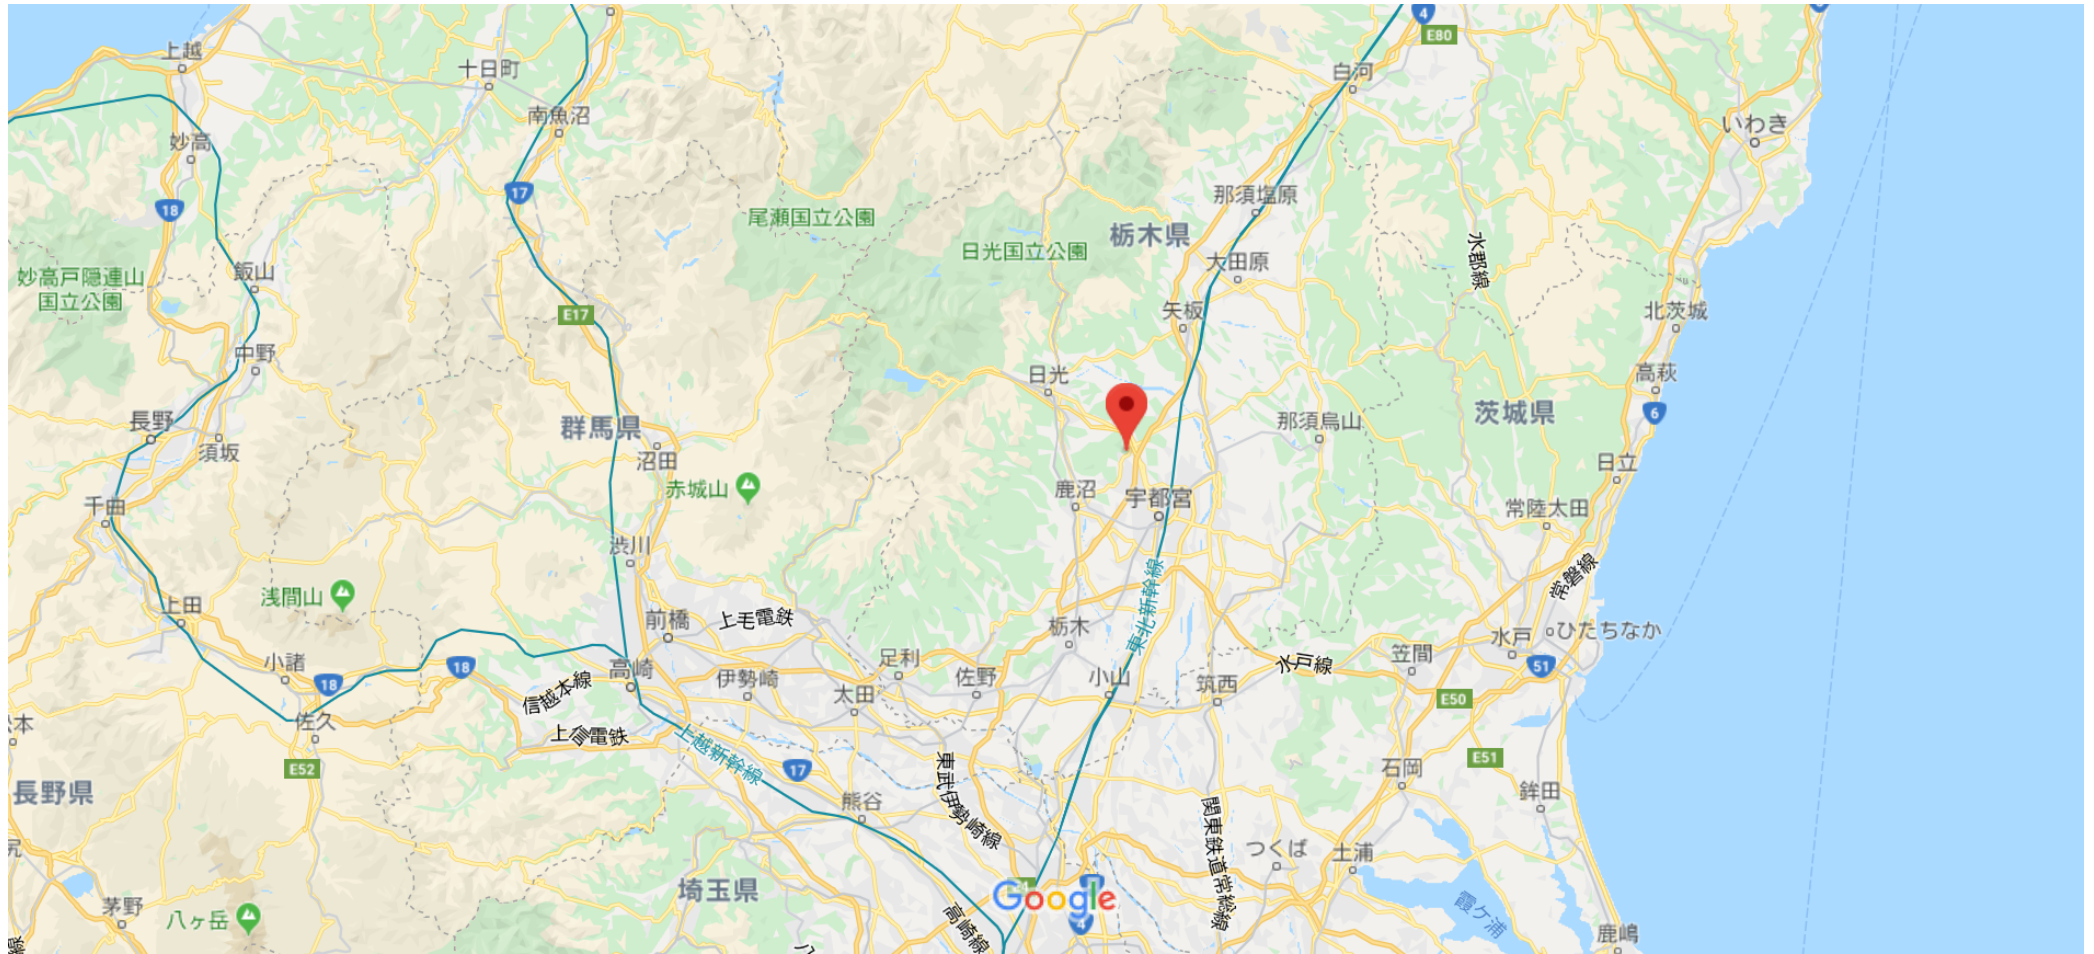 4
E80
上越
十日町
白河
南魚沼
いわき
妙高
17
那須塩原
18
尾瀬国立公園
栃木県
日光国立公園
水郡線
大田原
妙高戸隠連山
国立公園
飯山
E17
矢板
北茨城
中野
日光
高萩
長野
群馬県
那須烏山
茨城県
6
須坂
沼田
日立
赤城山
鹿沼
宇都宮
千曲
常陸太田
渋川
常磐線
東北新幹線
浅間山
上田
前橋
上毛電鉄
栃木
水戸
ひたちなか
小諸
18
18
高崎
足利
佐野
小山
水戸線
笠間
51
信越本線
伊勢崎
太田
筑西
E50
佐久
上信電鉄
上越新幹線
17
E51
E52
東武伊勢崎線
石岡
長野県
熊谷
鉾田
関東鉄道常総線
つくば
土浦
埼玉県
Google
4
茅野
八ヶ岳
高崎線
霞ケ浦
鹿嶋